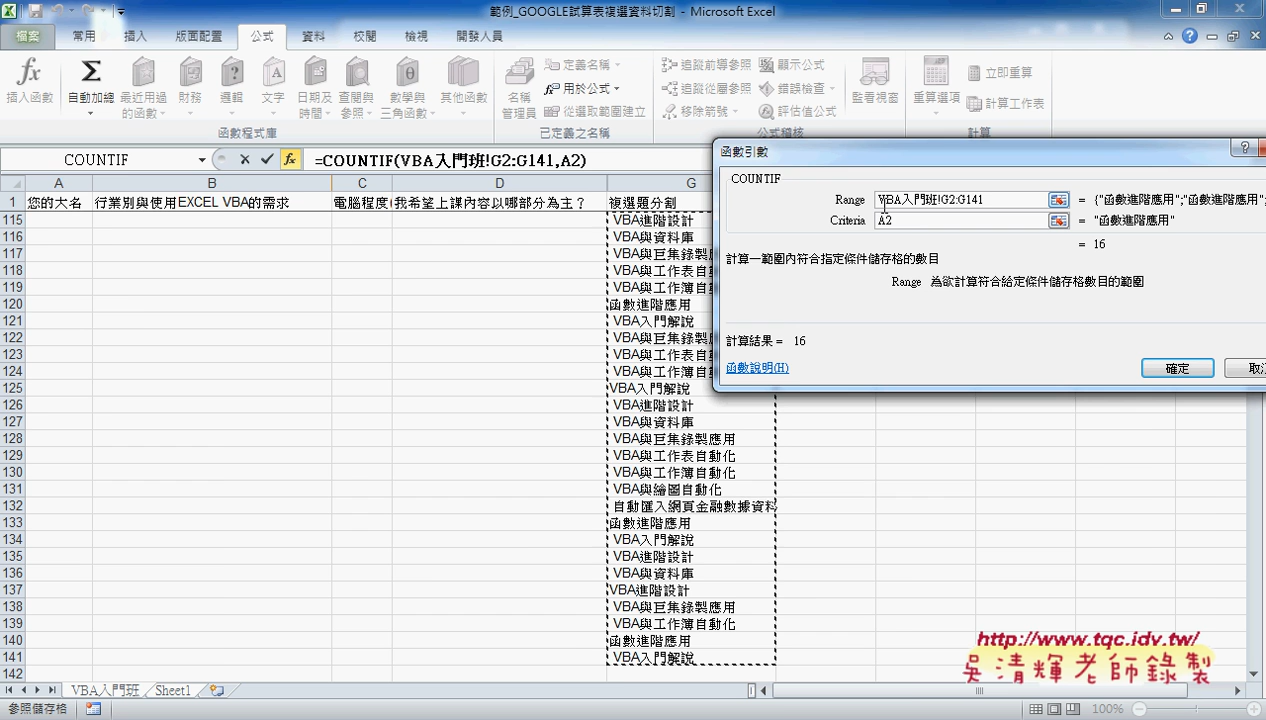 範例_GOOGLE試算表複選資料切割 - Microsoft Excel
檔案 常用 插入 版面配置 公式 資料 校閱 檢視 開發人員
fx Σ ? A θ
插入函數 自動加總 最近用過的函數 財務 邏輯 文字 日期及時間 查閱與參照 數學與三角函數 其他函數
函數程式庫
名稱管理員 定義名稱 用於公式 從選取範圍建立
已定義之名稱
追蹤前導參照 追蹤從屬參照 移除箭號 顯示公式 錯誤檢查 評估值公式 監看視窗
公式稽核
重算選項 立即重算 計算工作表
計算
COUNTIF fx =COUNTIF(VBA入門班!G2:G141,A2)
A B C D G
1 您的大名 行業別與使用EXCEL VBA的需求 電腦程度( 我希望上課內容以哪部分為主? 複選題分割
115 VBA進階設計
116 VBA與資料庫
117 VBA與巨集錄製應
118 VBA與工作表自
119 VBA與工作簿自
120 函數進階應用
121 VBA入門解說
122 VBA與巨集錄製應
123 VBA與工作表自
124 VBA與工作簿自
125 VBA入門解說
126 VBA進階設計
127 VBA與資料庫
128 VBA與巨集錄製應用
129 VBA與工作表自動化
130 VBA與工作簿自動化
131 VBA與繪圖自動化
132 自動匯入網頁金融數據資料
133 函數進階應用
134 VBA入門解說
135 VBA進階設計
136 VBA與資料庫
137 VBA進階設計
138 VBA與巨集錄製應用
139 VBA與工作簿自動化
140 函數進階應用
141 VBA入門解說
142
函數引數
COUNTIF
Range VBA入門班!G2:G141 = {"函數進階應用";"函數進階應用"
Criteria A2 = "函數進階應用"
= 16
計算一範圍內符合指定條件儲存格的數目
Range 為欲計算符合給定條件儲存格數目的範圍
計算結果 = 16
函數說明(H) 確定
http://www.tqc.idv.tw/
吳清輝老師錄製
VBA入門班 Sheet1
參照儲存格 100%